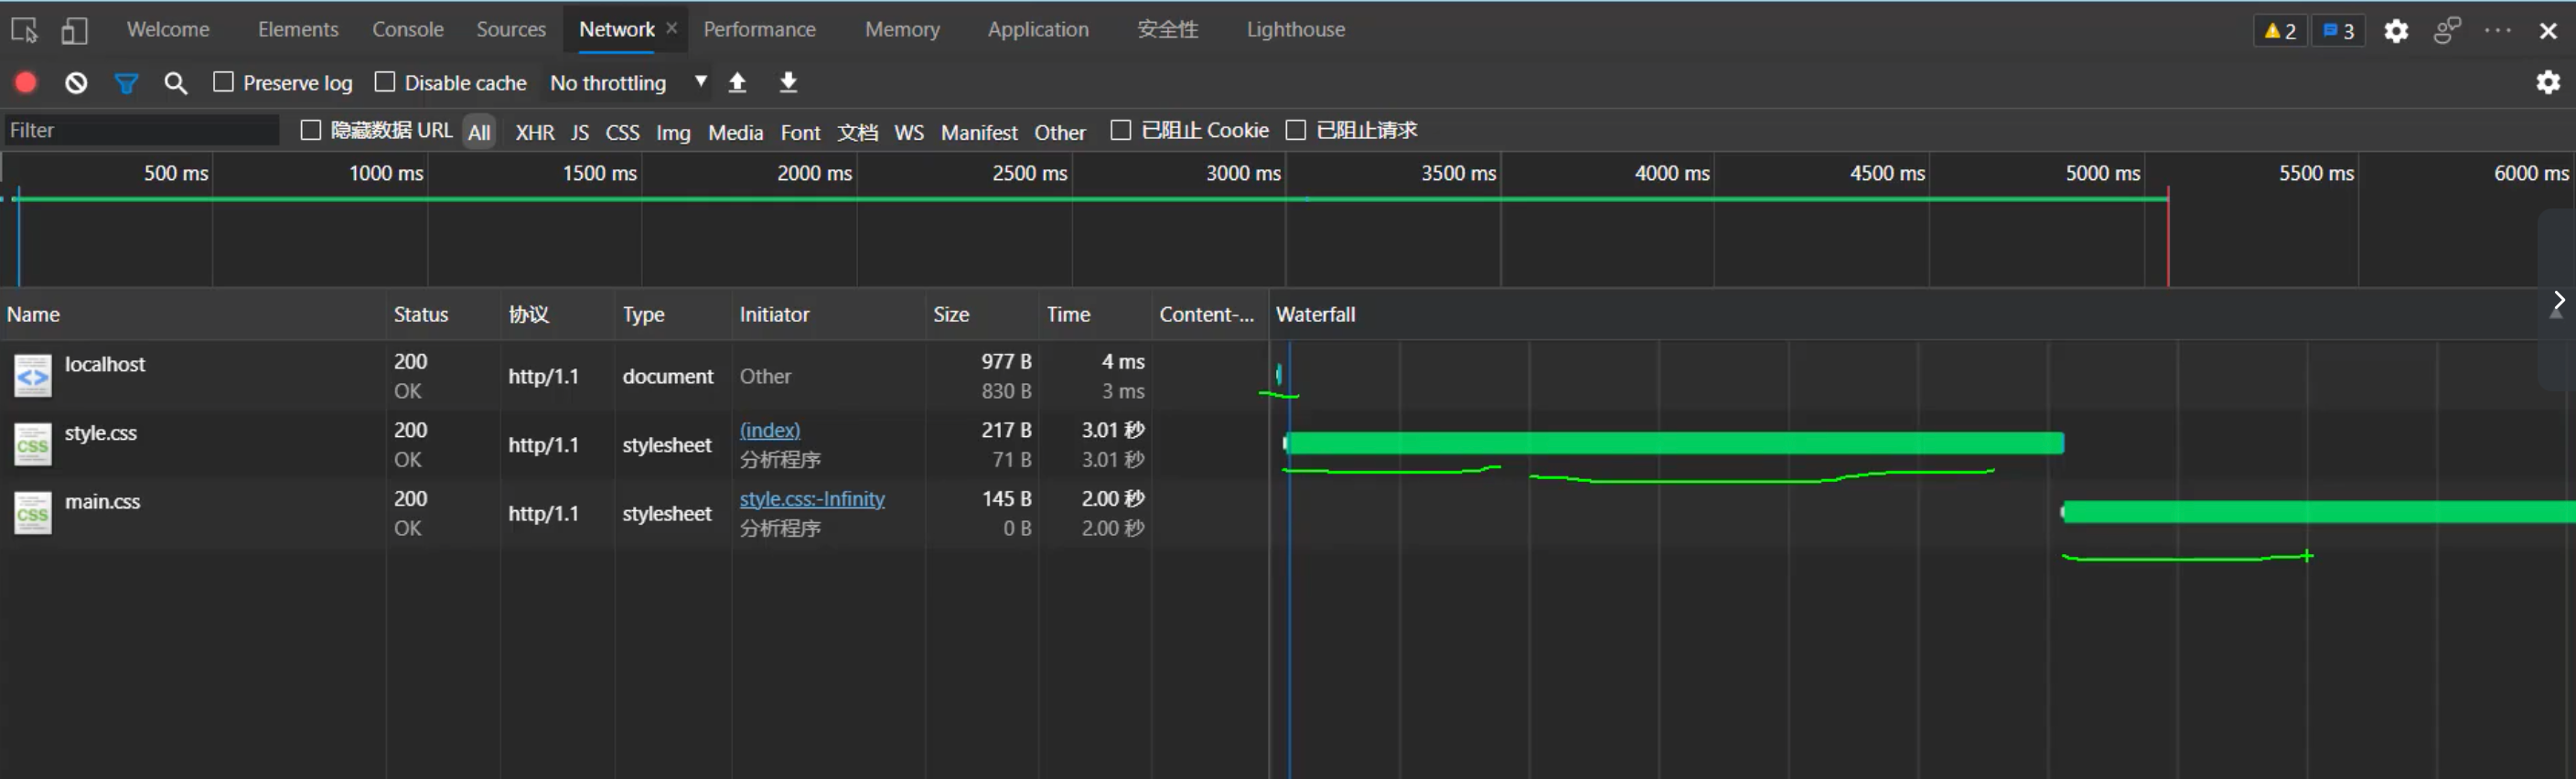 Welcome Elements Console Sources Network × Performance Memory Application 安全性 Lighthouse 2 3
Preserve log Disable cache No throttling
Filter 隐藏数据 URL All XHR JS CSS Img Media Font 文档 WS Manifest Other 已阻止 Cookie 已阻止请求
500 ms 1000 ms 1500 ms 2000 ms 2500 ms 3000 ms 3500 ms 4000 ms 4500 ms 5000 ms 5500 ms 6000 ms
Name Status 协议 Type Initiator Size Time Content-... Waterfall
localhost 200 http/1.1 document Other 977 B 4 ms
OK 830 B 3 ms
CSS style.css 200 http/1.1 stylesheet (index) 217 B 3.01 秒
OK 分析程序 71 B 3.01 秒
CSS main.css 200 http/1.1 stylesheet style.css:-Infinity 145 B 2.00 秒
OK 分析程序 0 B 2.00 秒